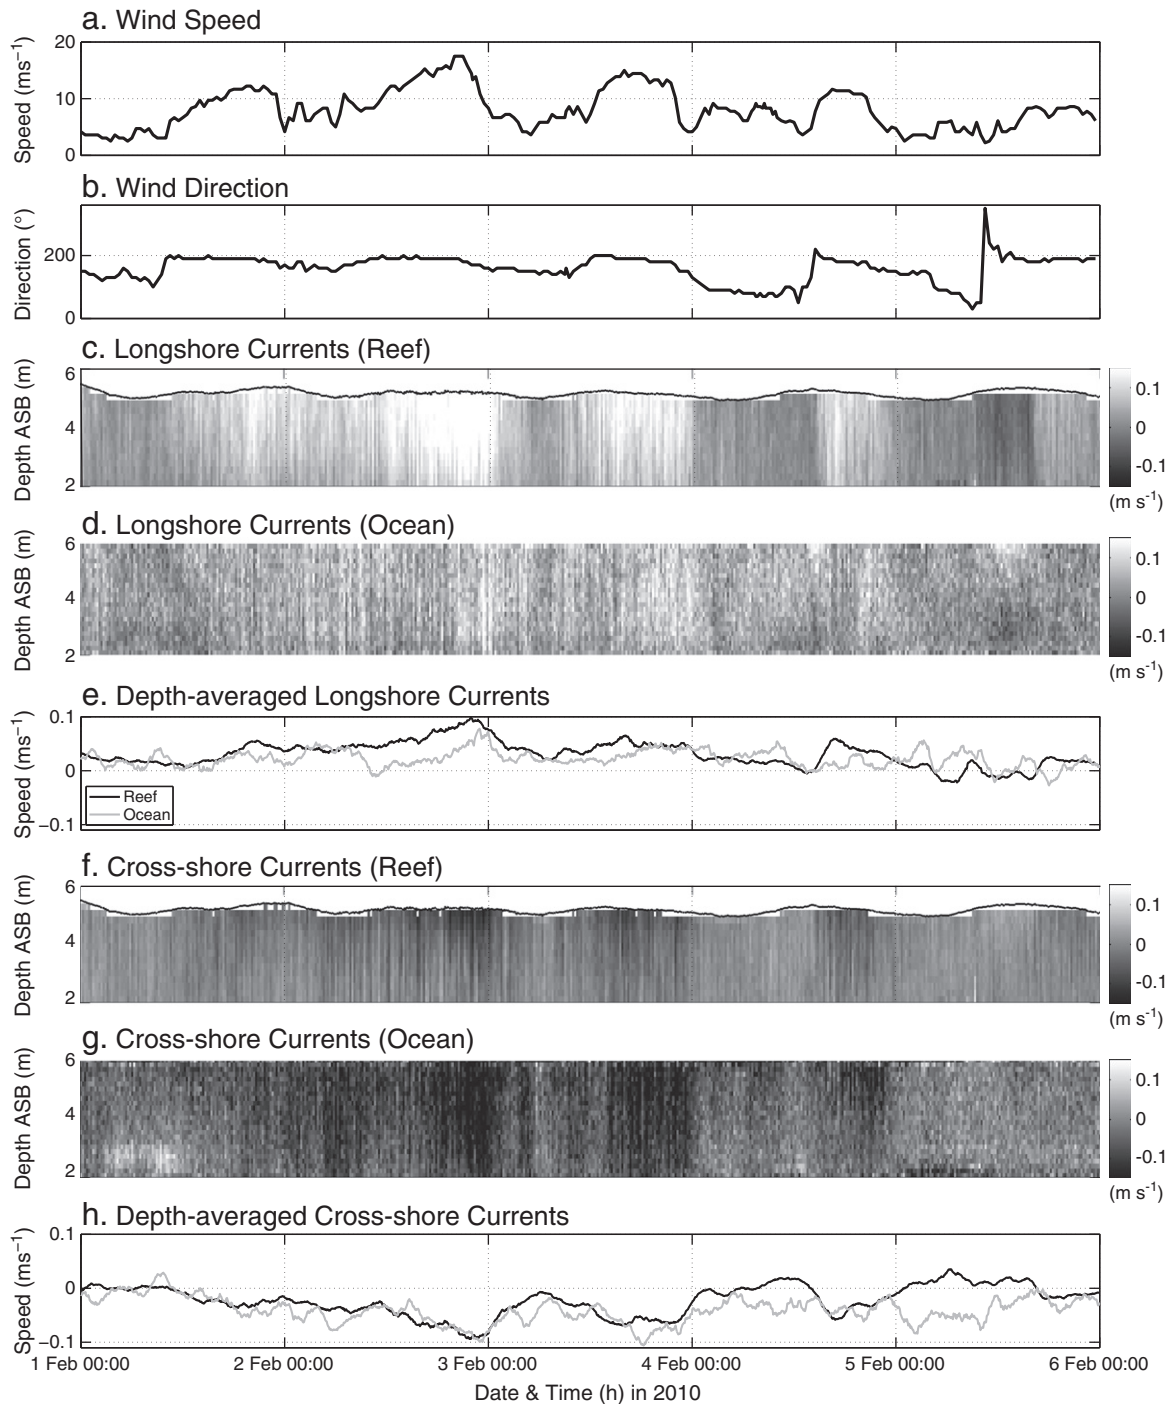 a. Wind Speed
Speed (ms⁻¹)
20
10
0
b. Wind Direction
Direction (°)
200
0
c. Longshore Currents (Reef)
Depth ASB (m)
6
4
2
0.1
0
-0.1
(m s⁻¹)
d. Longshore Currents (Ocean)
Depth ASB (m)
6
4
2
0.1
0
-0.1
(m s⁻¹)
e. Depth-averaged Longshore Currents
Speed (ms⁻¹)
0.1
0
−0.1
Reef
Ocean
f. Cross-shore Currents (Reef)
Depth ASB (m)
6
4
2
0.1
0
-0.1
(m s⁻¹)
g. Cross-shore Currents (Ocean)
Depth ASB (m)
6
4
2
0.1
0
-0.1
(m s⁻¹)
h. Depth-averaged Cross-shore Currents
Speed (ms⁻¹)
0.1
0
−0.1
1 Feb 00:00 2 Feb 00:00 3 Feb 00:00 4 Feb 00:00 5 Feb 00:00 6 Feb 00:00
Date & Time (h) in 2010